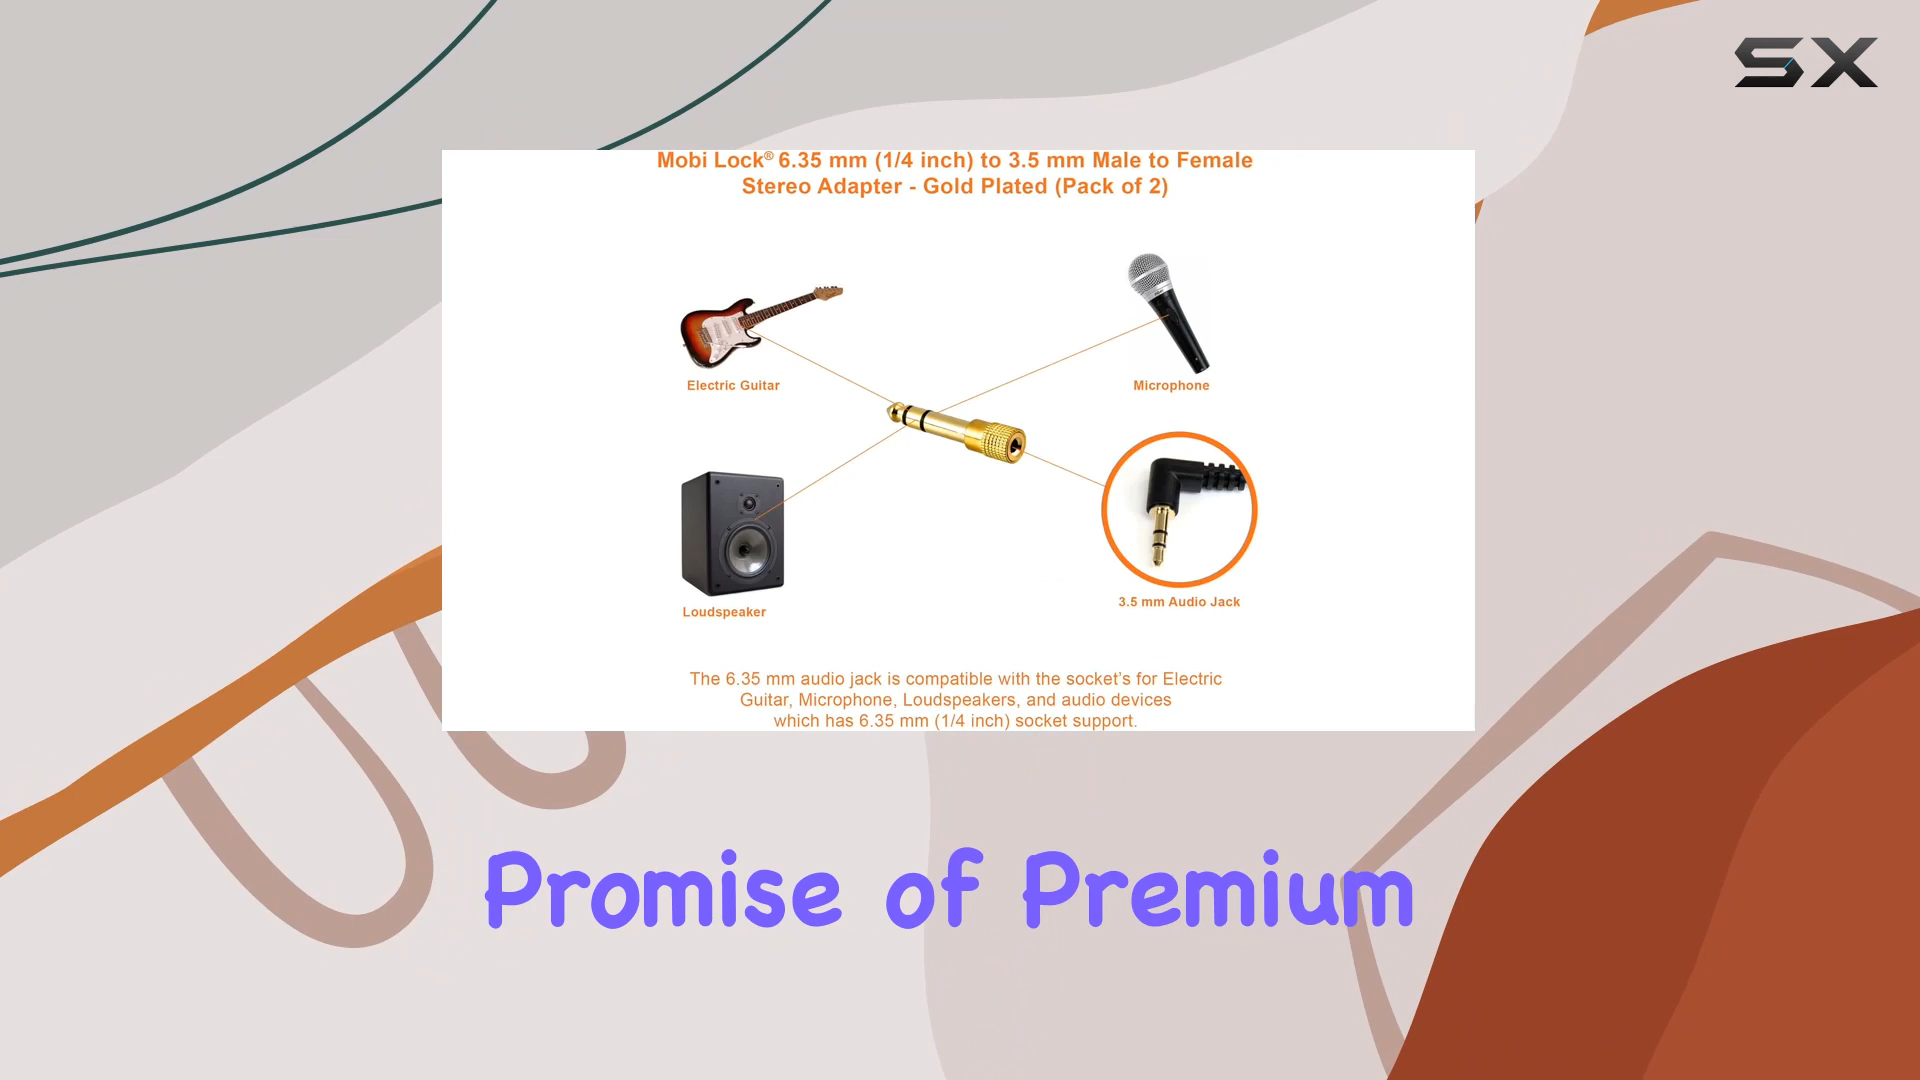 SX
Mobi Lock® 6.35 mm (1/4 inch) to 3.5 mm Male to Female
Stereo Adapter - Gold Plated (Pack of 2)
Electric Guitar
Microphone
Loudspeaker
3.5 mm Audio Jack
The 6.35 mm audio jack is compatible with the socket’s for Electric
Guitar, Microphone, Loudspeakers, and audio devices
which has 6.35 mm (1/4 inch) socket support.
Promise of Premium